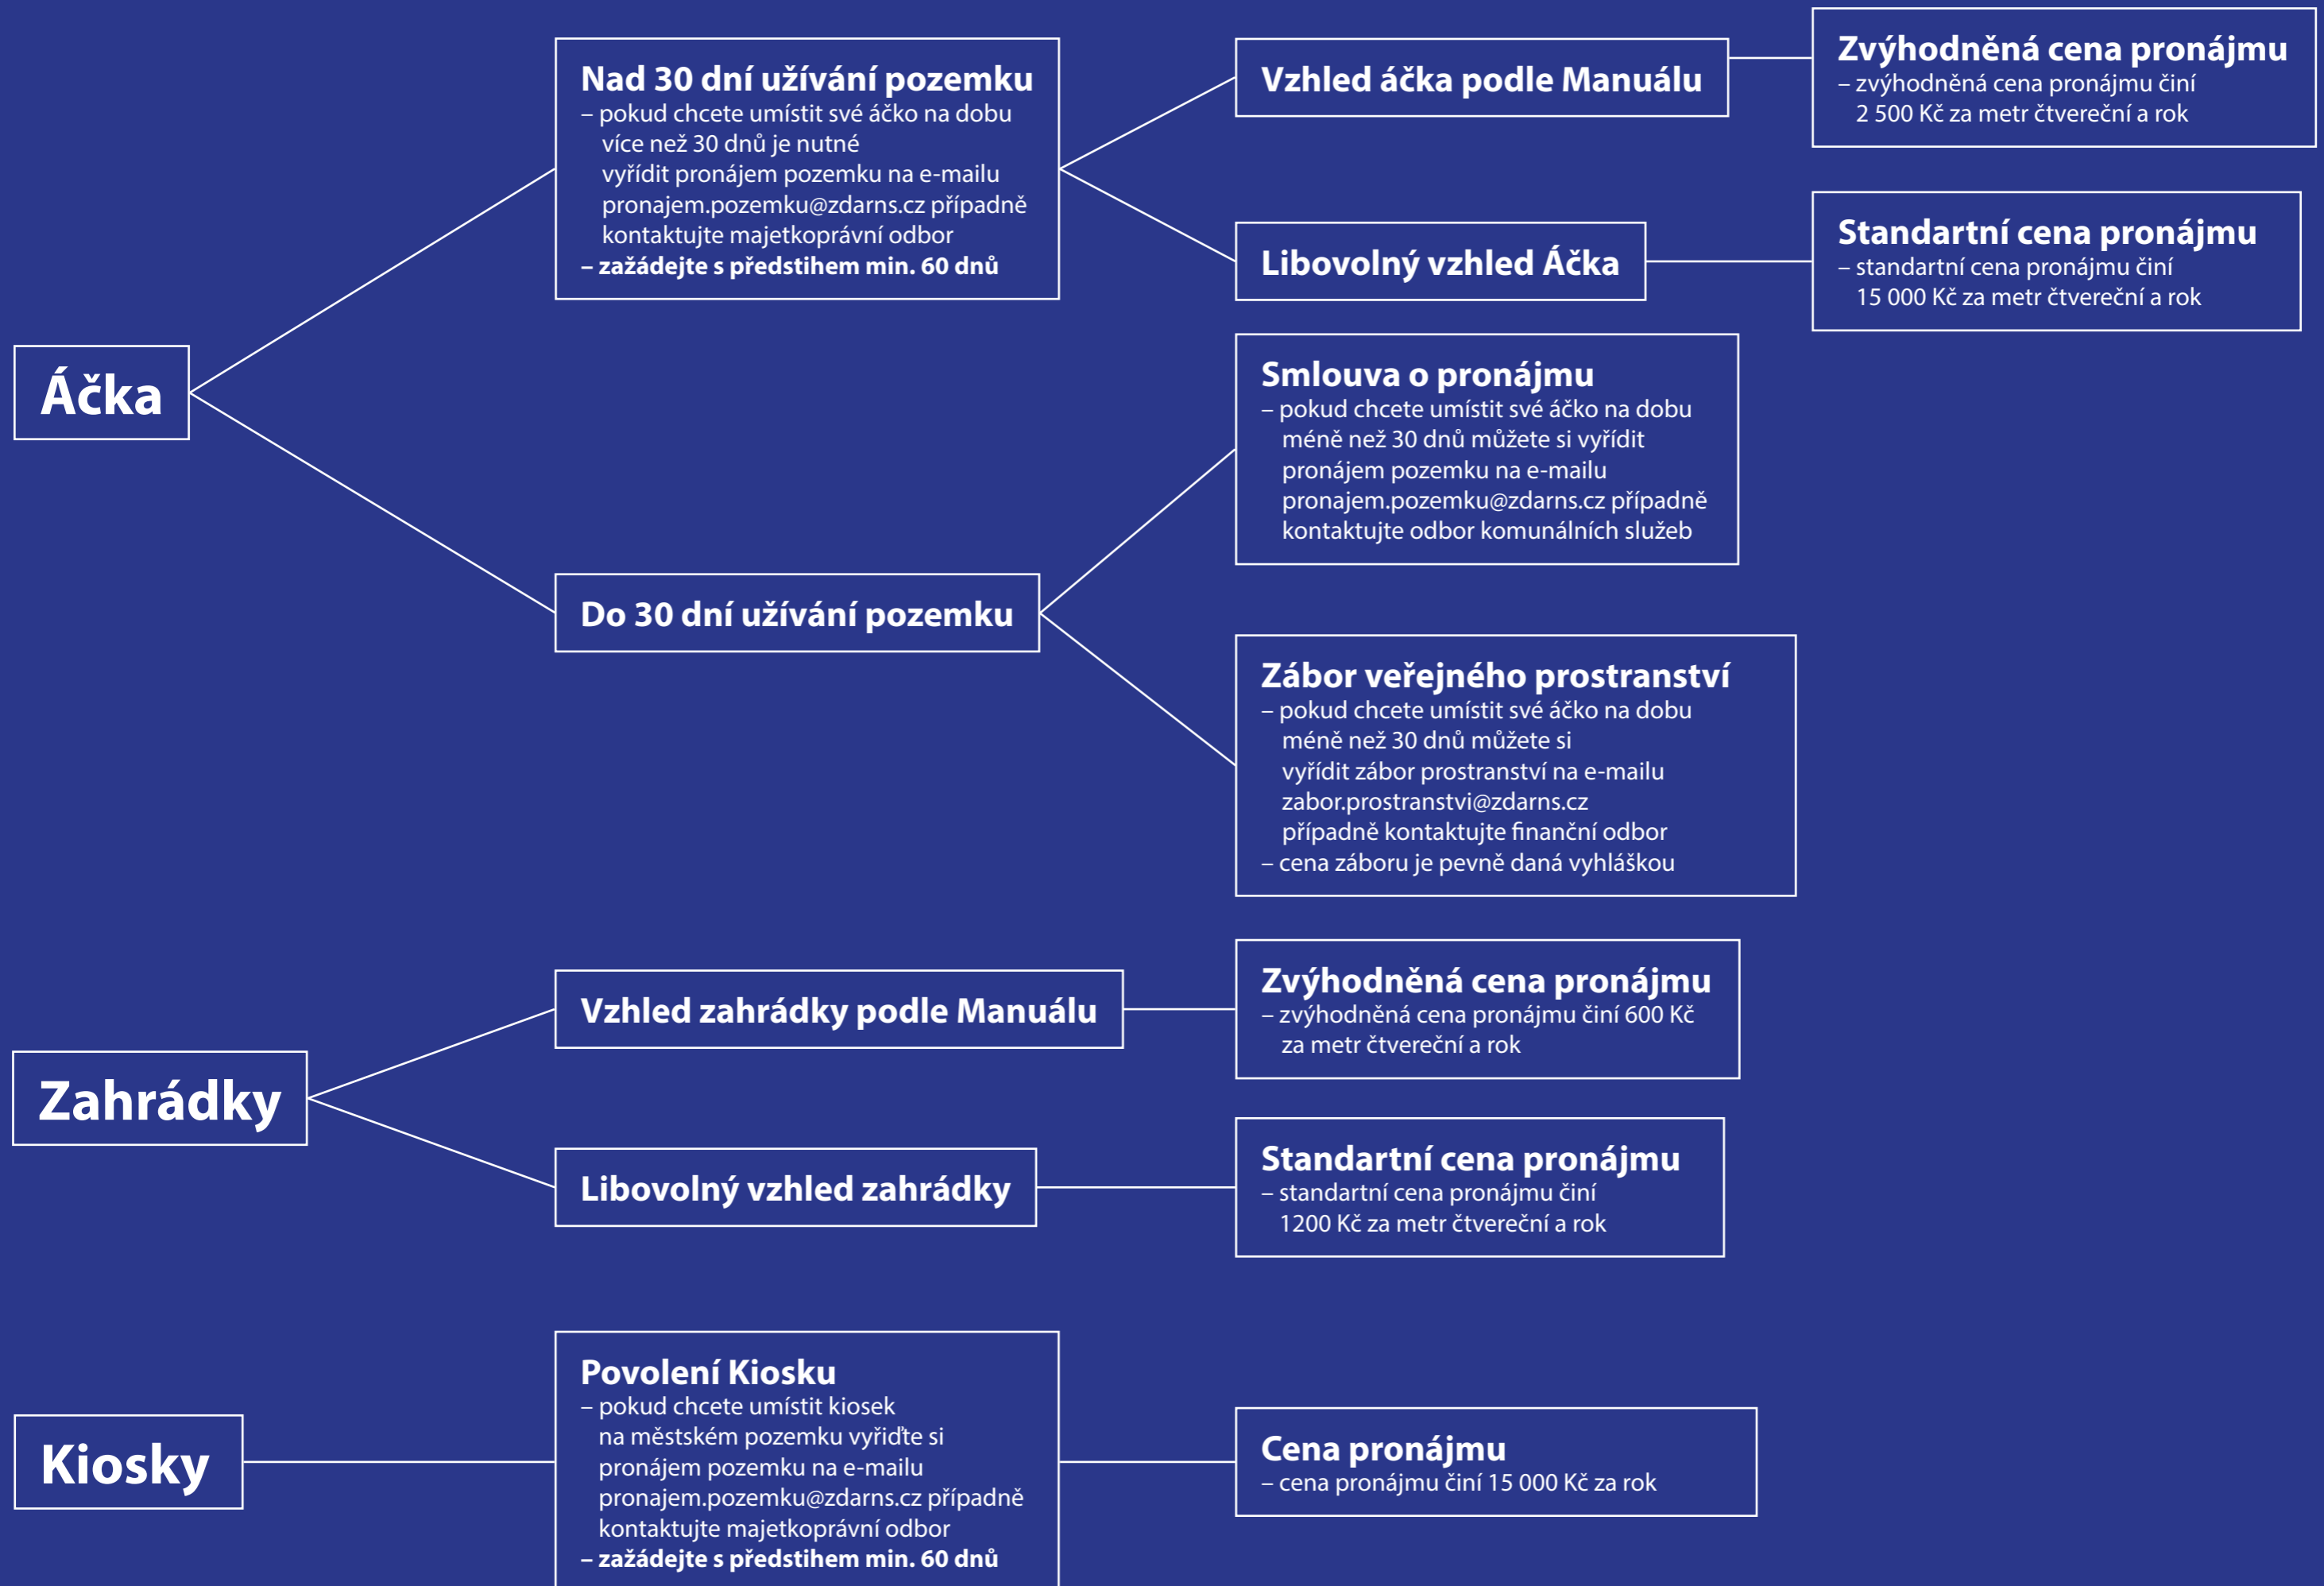 Áčka
Nad 30 dní užívání pozemku
– pokud chcete umístit své áčko na dobu
více než 30 dnů je nutné
vyřídit pronájem pozemku na e-mailu
pronajem.pozemku@zdarns.cz případně
kontaktujte majetkoprávní odbor
– zažádejte s předstihem min. 60 dnů
Vzhled áčka podle Manuálu
Zvýhodněná cena pronájmu
– zvýhodněná cena pronájmu činí
2 500 Kč za metr čtvereční a rok
Libovolný vzhled Áčka
Standartní cena pronájmu
– standartní cena pronájmu činí
15 000 Kč za metr čtvereční a rok
Do 30 dní užívání pozemku
Smlouva o pronájmu
– pokud chcete umístit své áčko na dobu
méně než 30 dnů můžete si vyřídit
pronájem pozemku na e-mailu
pronajem.pozemku@zdarns.cz případně
kontaktujte odbor komunálních služeb
Zábor veřejného prostranství
– pokud chcete umístit své áčko na dobu
méně než 30 dnů můžete si
vyřídit zábor prostranství na e-mailu
zabor.prostranstvi@zdarns.cz
případně kontaktujte finanční odbor
– cena záboru je pevně daná vyhláškou
Zahrádky
Vzhled zahrádky podle Manuálu
Zvýhodněná cena pronájmu
– zvýhodněná cena pronájmu činí 600 Kč
za metr čtvereční a rok
Libovolný vzhled zahrádky
Standartní cena pronájmu
– standartní cena pronájmu činí
1200 Kč za metr čtvereční a rok
Kiosky
Povolení Kiosku
– pokud chcete umístit kiosek
na městském pozemku vyřiďte si
pronájem pozemku na e-mailu
pronajem.pozemku@zdarns.cz případně
kontaktujte majetkoprávní odbor
– zažádejte s předstihem min. 60 dnů
Cena pronájmu
– cena pronájmu činí 15 000 Kč za rok